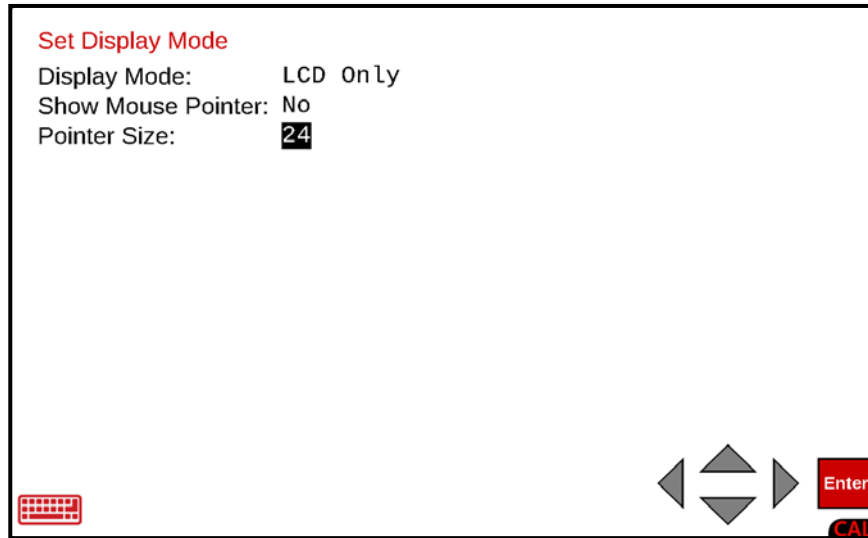 Set Display Mode
Display Mode: LCD Only
Show Mouse Pointer: No
Pointer Size: 24
Enter